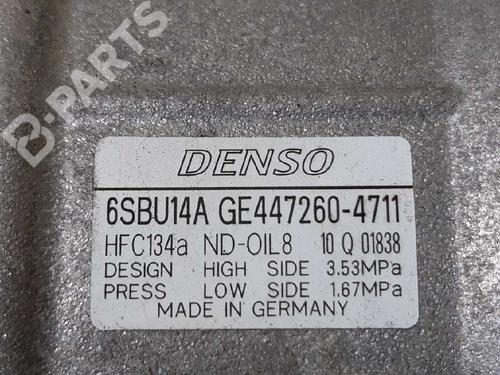 B-PARTS
DENSO
6SBU14A GE447260-4711
HFC134a ND-OIL8 10 Q 01838
DESIGN HIGH SIDE 3.53MPa
PRESS LOW SIDE 1.67MPa
MADE IN GERMANY